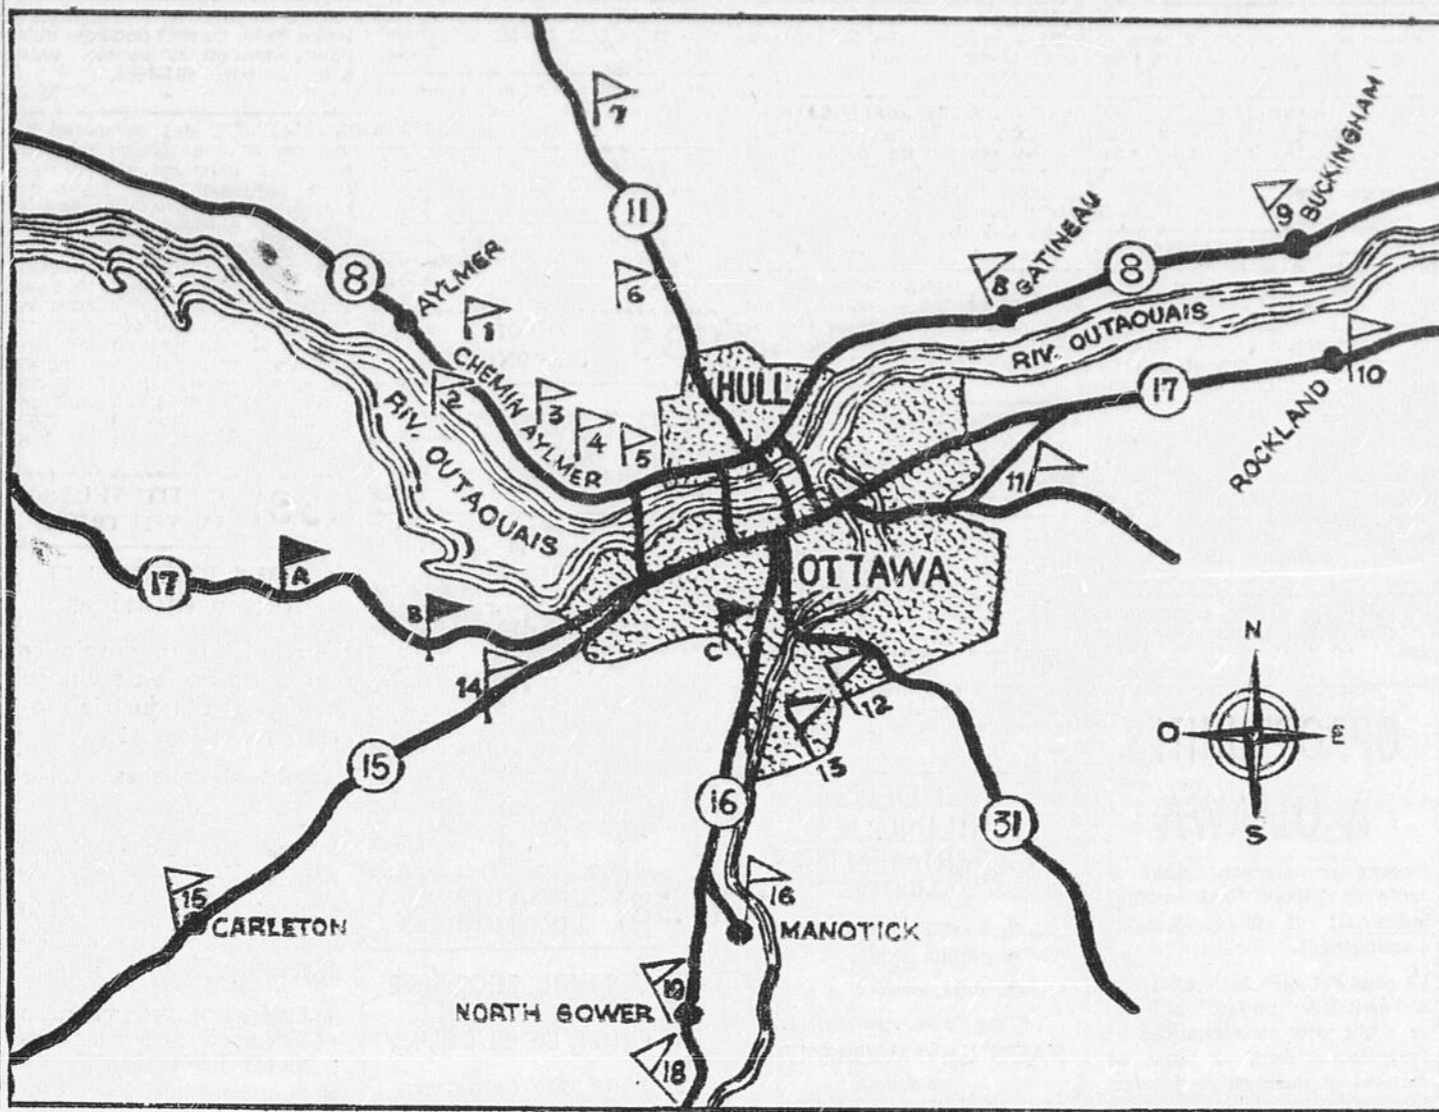 7
BUCKINGHAM
9
11
GATINEAU
8
8
AYLMER
8
6
1
RIV. OUTAOUAIS
10
ROCKLAND
17
HULL
CHEMIN AYLMER
2
3
4
5
RIV. OUTAOUAIS
11
OTTAWA
17
A
B
C
14
12
13
15
16
31
N
O
E
S
15
CARLETON
16
MANOTICK
19
NORTH GOWER
18